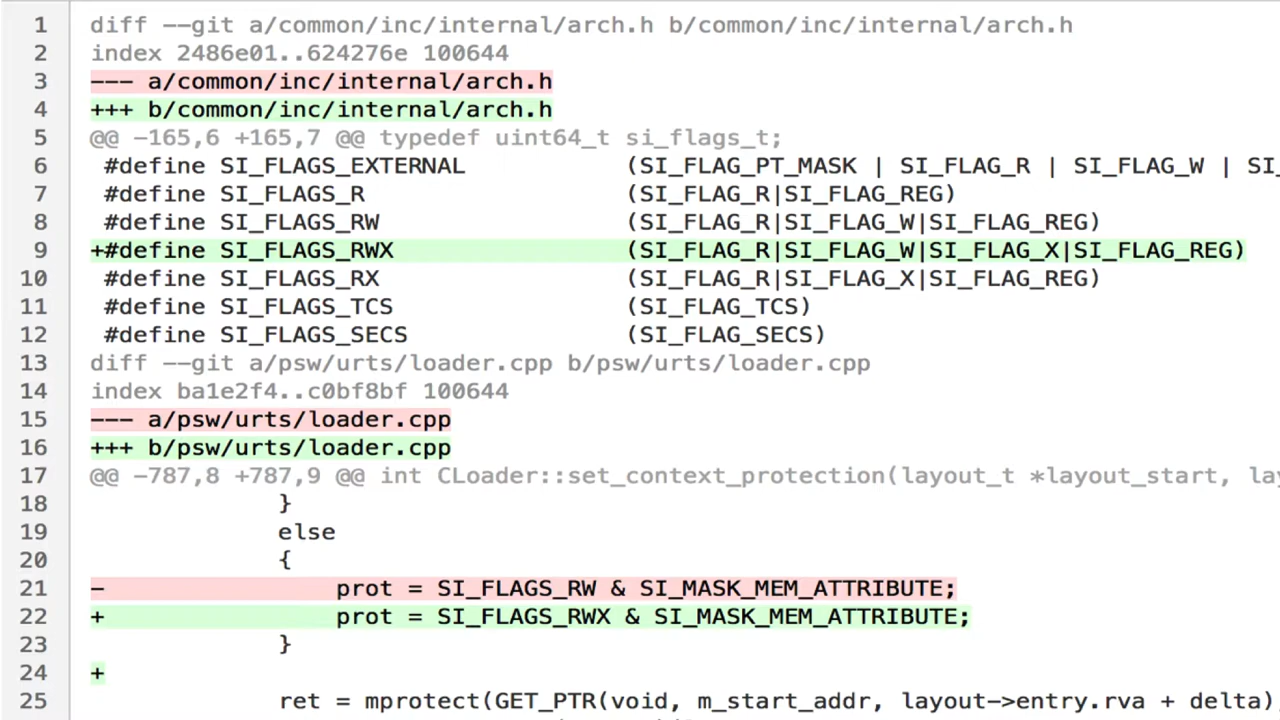 1 diff --git a/common/inc/internal/arch.h b/common/inc/internal/arch.h
2 index 2486e01..624276e 100644
3 --- a/common/inc/internal/arch.h
4 +++ b/common/inc/internal/arch.h
5 @@ -165,6 +165,7 @@ typedef uint64_t si_flags_t;
6 #define SI_FLAGS_EXTERNAL (SI_FLAG_PT_MASK | SI_FLAG_R | SI_FLAG_W | SI_
7 #define SI_FLAGS_R (SI_FLAG_R|SI_FLAG_REG)
8 #define SI_FLAGS_RW (SI_FLAG_R|SI_FLAG_W|SI_FLAG_REG)
9 +#define SI_FLAGS_RWX (SI_FLAG_R|SI_FLAG_W|SI_FLAG_X|SI_FLAG_REG)
10 #define SI_FLAGS_RX (SI_FLAG_R|SI_FLAG_X|SI_FLAG_REG)
11 #define SI_FLAGS_TCS (SI_FLAG_TCS)
12 #define SI_FLAGS_SECS (SI_FLAG_SECS)
13 diff --git a/psw/urts/loader.cpp b/psw/urts/loader.cpp
14 index ba1e2f4..c0bf8bf 100644
15 --- a/psw/urts/loader.cpp
16 +++ b/psw/urts/loader.cpp
17 @@ -787,8 +787,9 @@ int CLoader::set_context_protection(layout_t *layout_start, la
18 }
19 else
20 {
21 - prot = SI_FLAGS_RW & SI_MASK_MEM_ATTRIBUTE;
22 + prot = SI_FLAGS_RWX & SI_MASK_MEM_ATTRIBUTE;
23 }
24 +
25 ret = mprotect(GET_PTR(void, m_start_addr, layout->entry.rva + delta),